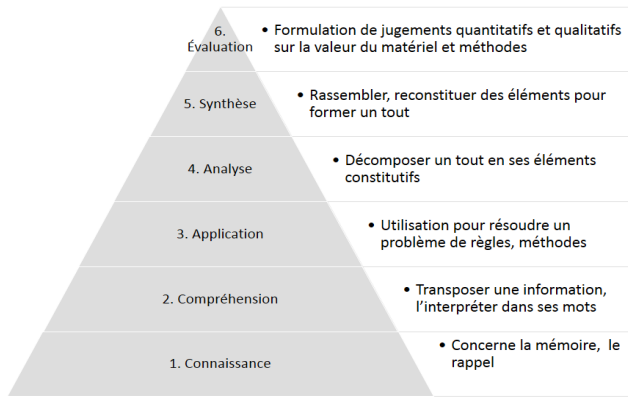 6.
Évaluation
• Formulation de jugements quantitatifs et qualitatifs
sur la valeur du matériel et méthodes
5. Synthèse
• Rassembler, reconstituer des éléments pour
former un tout
4. Analyse
• Décomposer un tout en ses éléments
constitutifs
3. Application
• Utilisation pour résoudre un
problème de règles, méthodes
2. Compréhension
• Transposer une information,
l’interpréter dans ses mots
1. Connaissance
• Concerne la mémoire, le
rappel